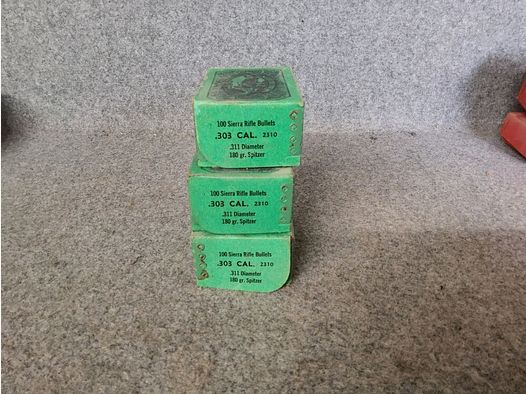 100 Sierra Rifle Bullets
.303 CAL. 2310
.311 Diameter
180 gr. Spitzer
100 Sierra Rifle Bullets
.303 CAL. 2310
.311 Diameter
180 gr. Spitzer
100 Sierra Rifle Bullets
.303 CAL. 2310
.311 Diameter
180 gr. Spitzer